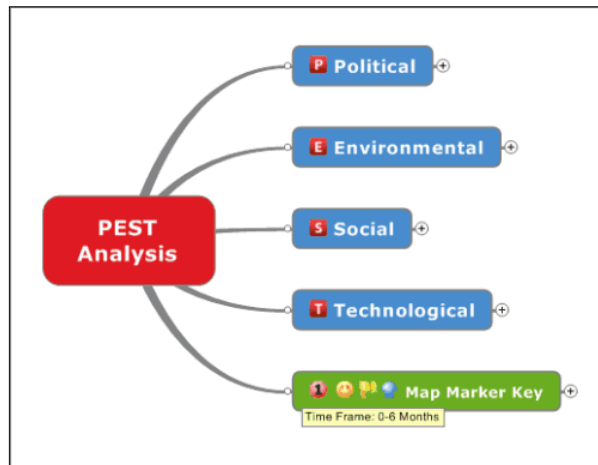 PEST
Analysis
P Political
E Environmental
S Social
T Technological
1 Map Marker Key
Time Frame: 0-6 Months